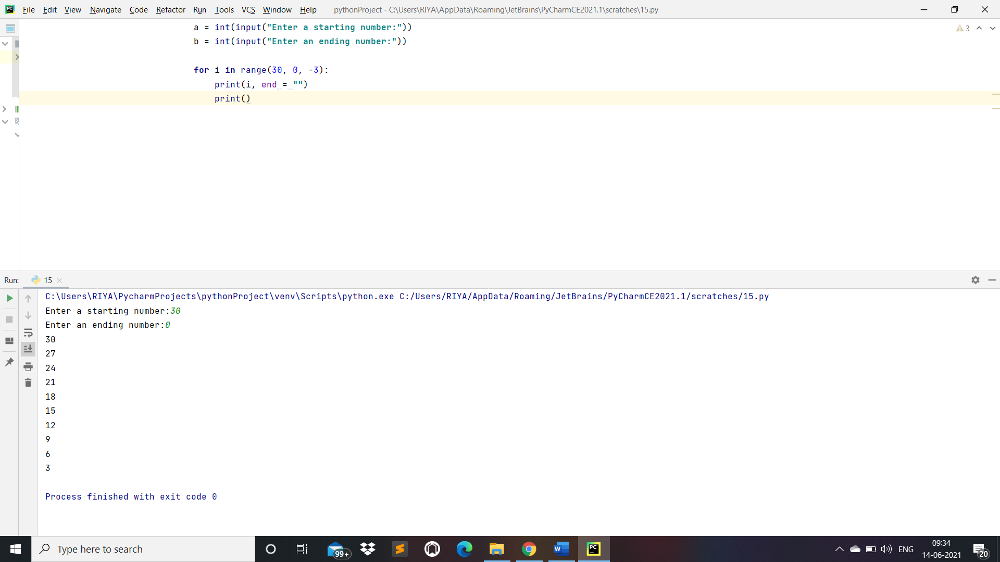 PC File Edit View Navigate Code Refactor Run Tools VCS Window Help pythonProject - C:\Users\RIYA\AppData\Roaming\JetBrains\PyCharmCE2021.1\scratches\15.py
a = int(input("Enter a starting number:")) 3
b = int(input("Enter an ending number:"))
for i in range(30, 0, -3):
print(i, end = "")
print()
Run: 15
C:\Users\RIYA\PycharmProjects\pythonProject\venv\Scripts\python.exe C:/Users/RIYA/AppData/Roaming/JetBrains/PyCharmCE2021.1/scratches/15.py
Enter a starting number:30
Enter an ending number:0
30
27
24
21
18
15
12
9
6
3
Process finished with exit code 0
Type here to search 99+ W PC ENG 09:34
14-06-2021 20